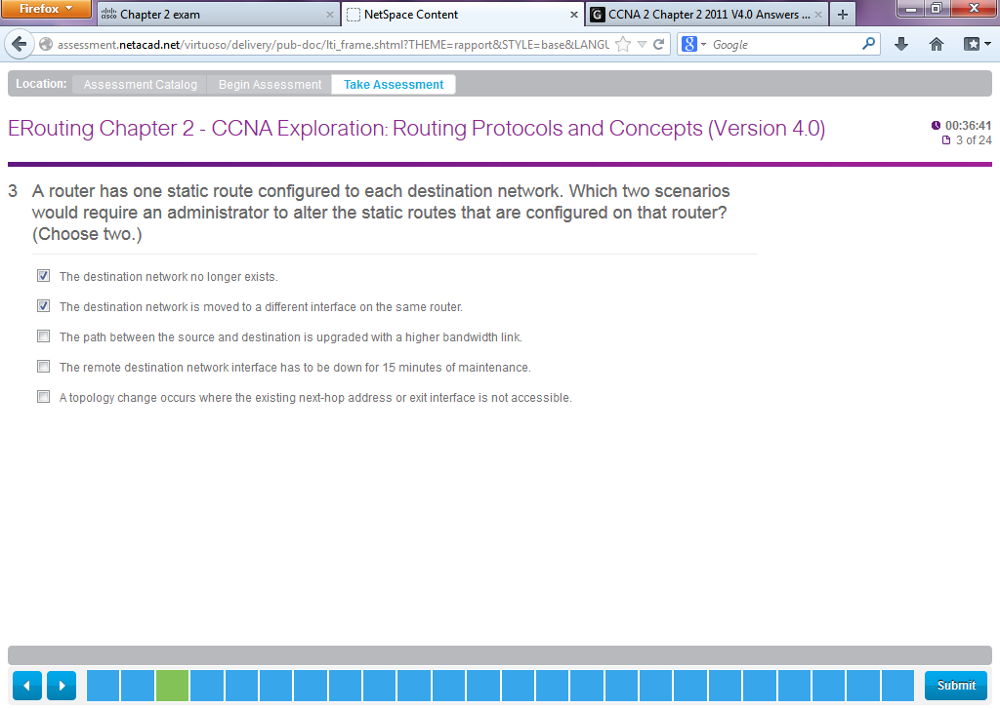 Firefox
cisco Chapter 2 exam
NetSpace Content
G CCNA 2 Chapter 2 2011 V4.0 Answers ...
assessment.netacad.net/virtuoso/delivery/pub-doc/lti_frame.shtml?THEME=rapport&STYLE=base&LANGU
8 Google
Location: Assessment Catalog Begin Assessment Take Assessment
ERouting Chapter 2 - CCNA Exploration: Routing Protocols and Concepts (Version 4.0)
00:36:41
3 of 24
3 A router has one static route configured to each destination network. Which two scenarios
would require an administrator to alter the static routes that are configured on that router?
(Choose two.)
The destination network no longer exists.
The destination network is moved to a different interface on the same router.
The path between the source and destination is upgraded with a higher bandwidth link.
The remote destination network interface has to be down for 15 minutes of maintenance.
A topology change occurs where the existing next-hop address or exit interface is not accessible.
Submit